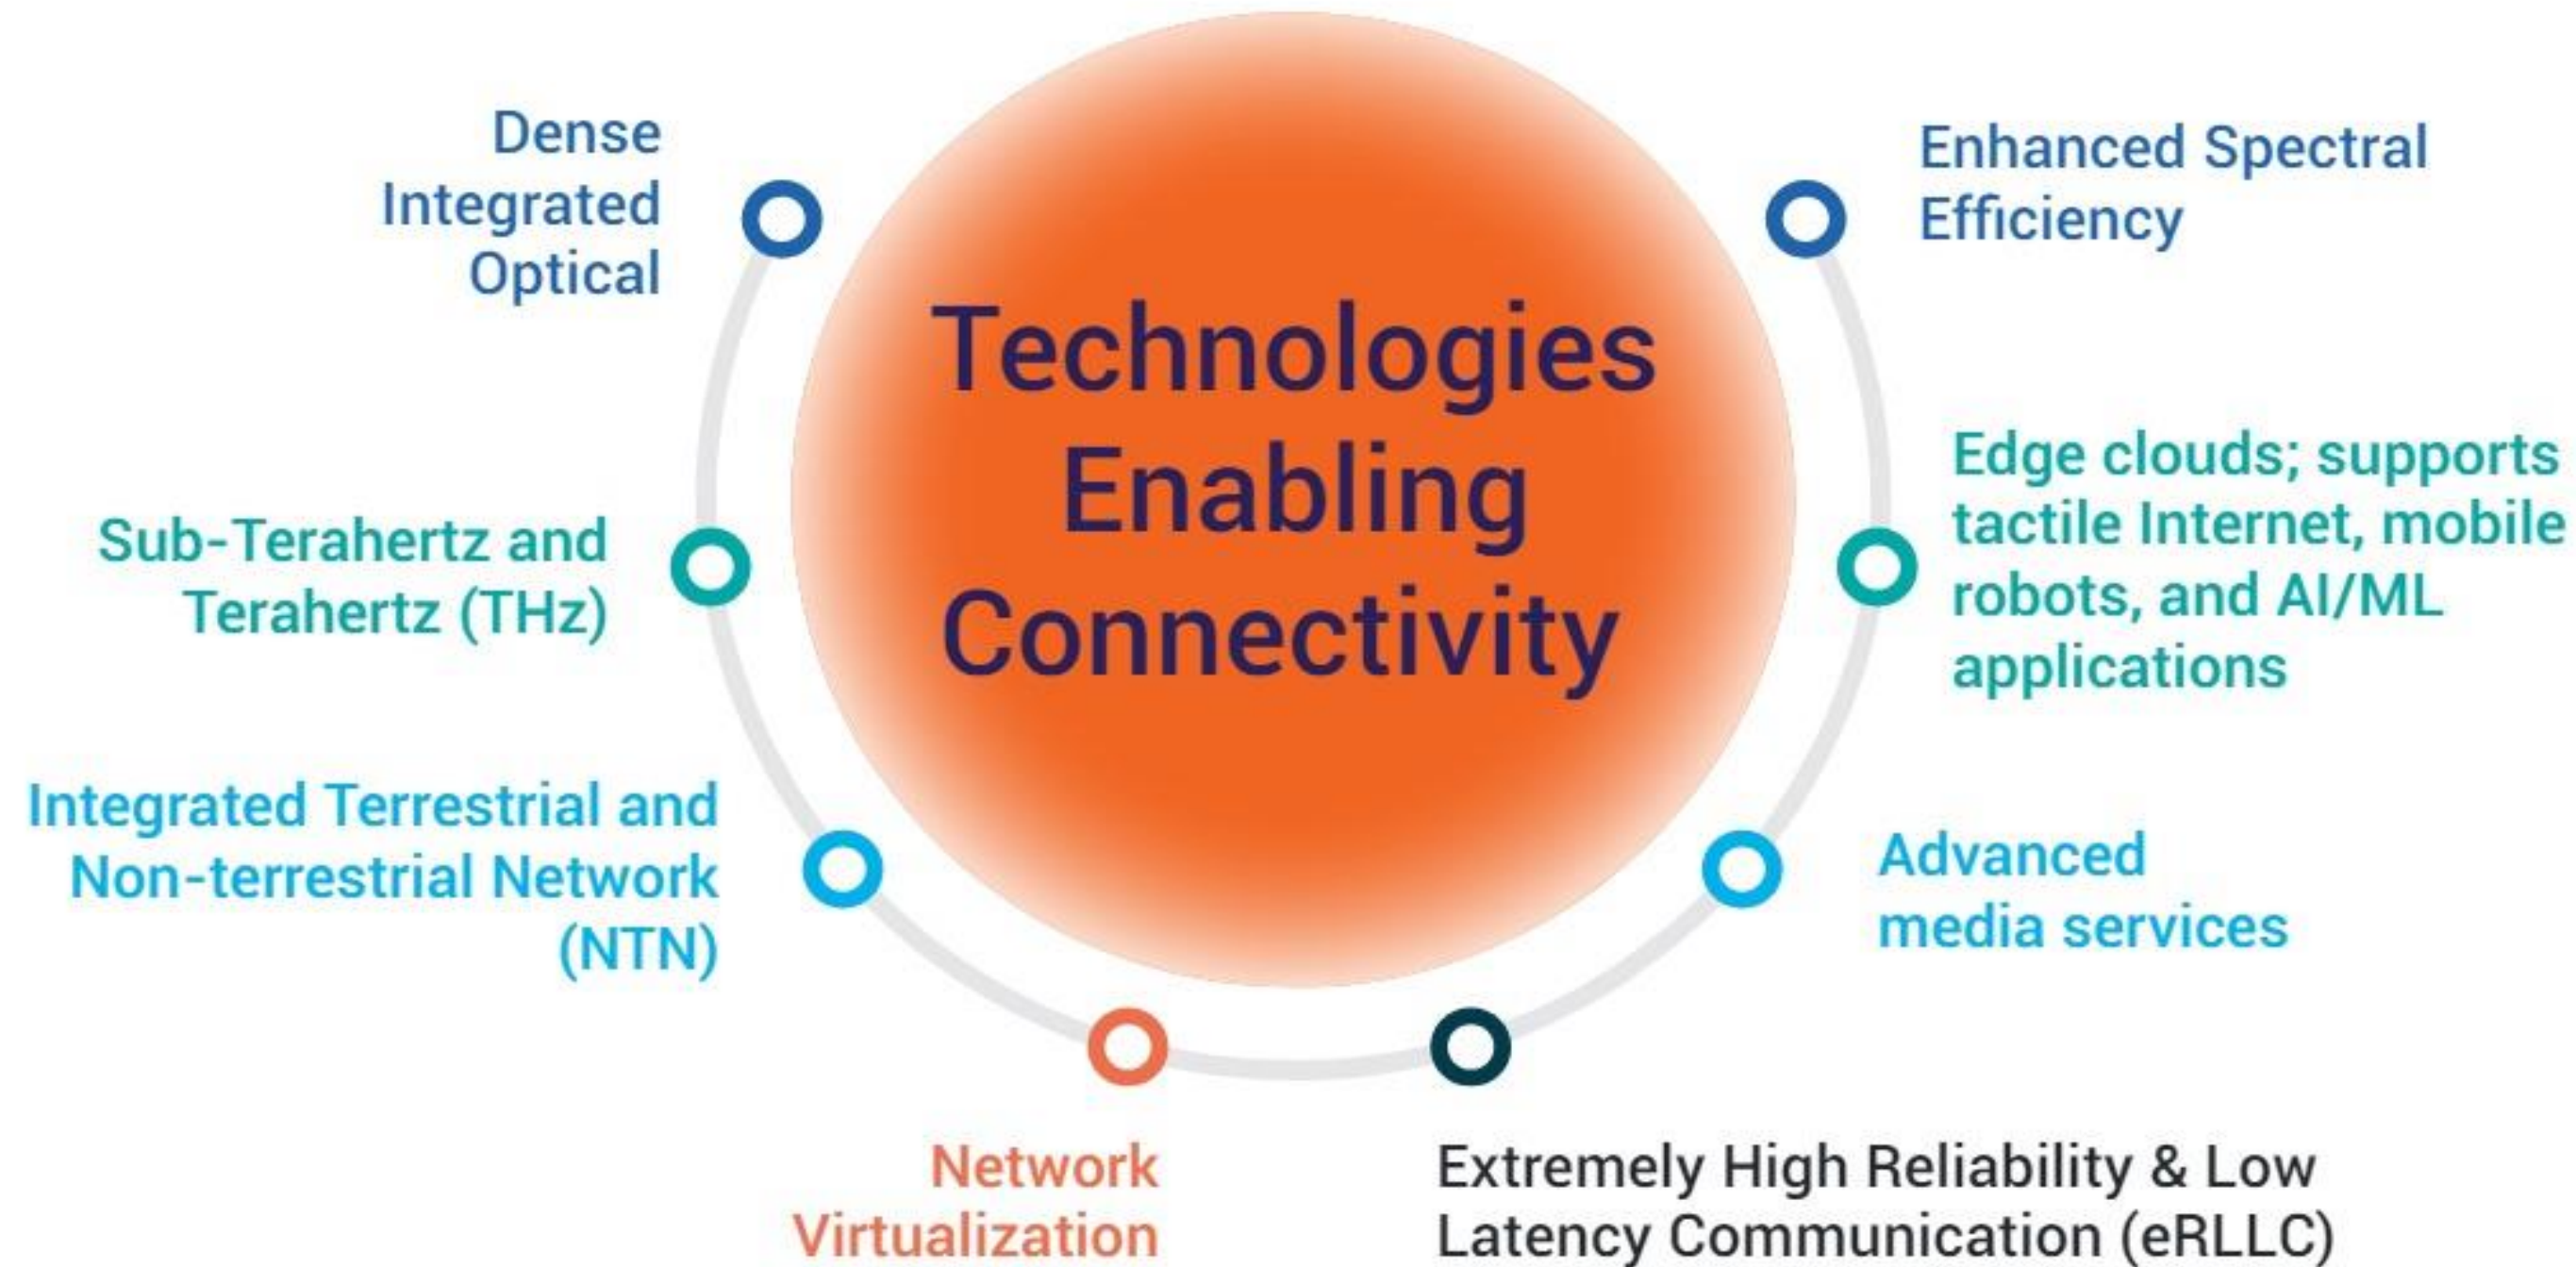 Technologies
Enabling
Connectivity
Dense
Integrated
Optical
Sub-Terahertz and
Terahertz (THz)
Integrated Terrestrial and
Non-terrestrial Network
(NTN)
Network
Virtualization
Extremely High Reliability & Low
Latency Communication (eRLLC)
Advanced
media services
Edge clouds; supports
tactile Internet, mobile
robots, and AI/ML
applications
Enhanced Spectral
Efficiency